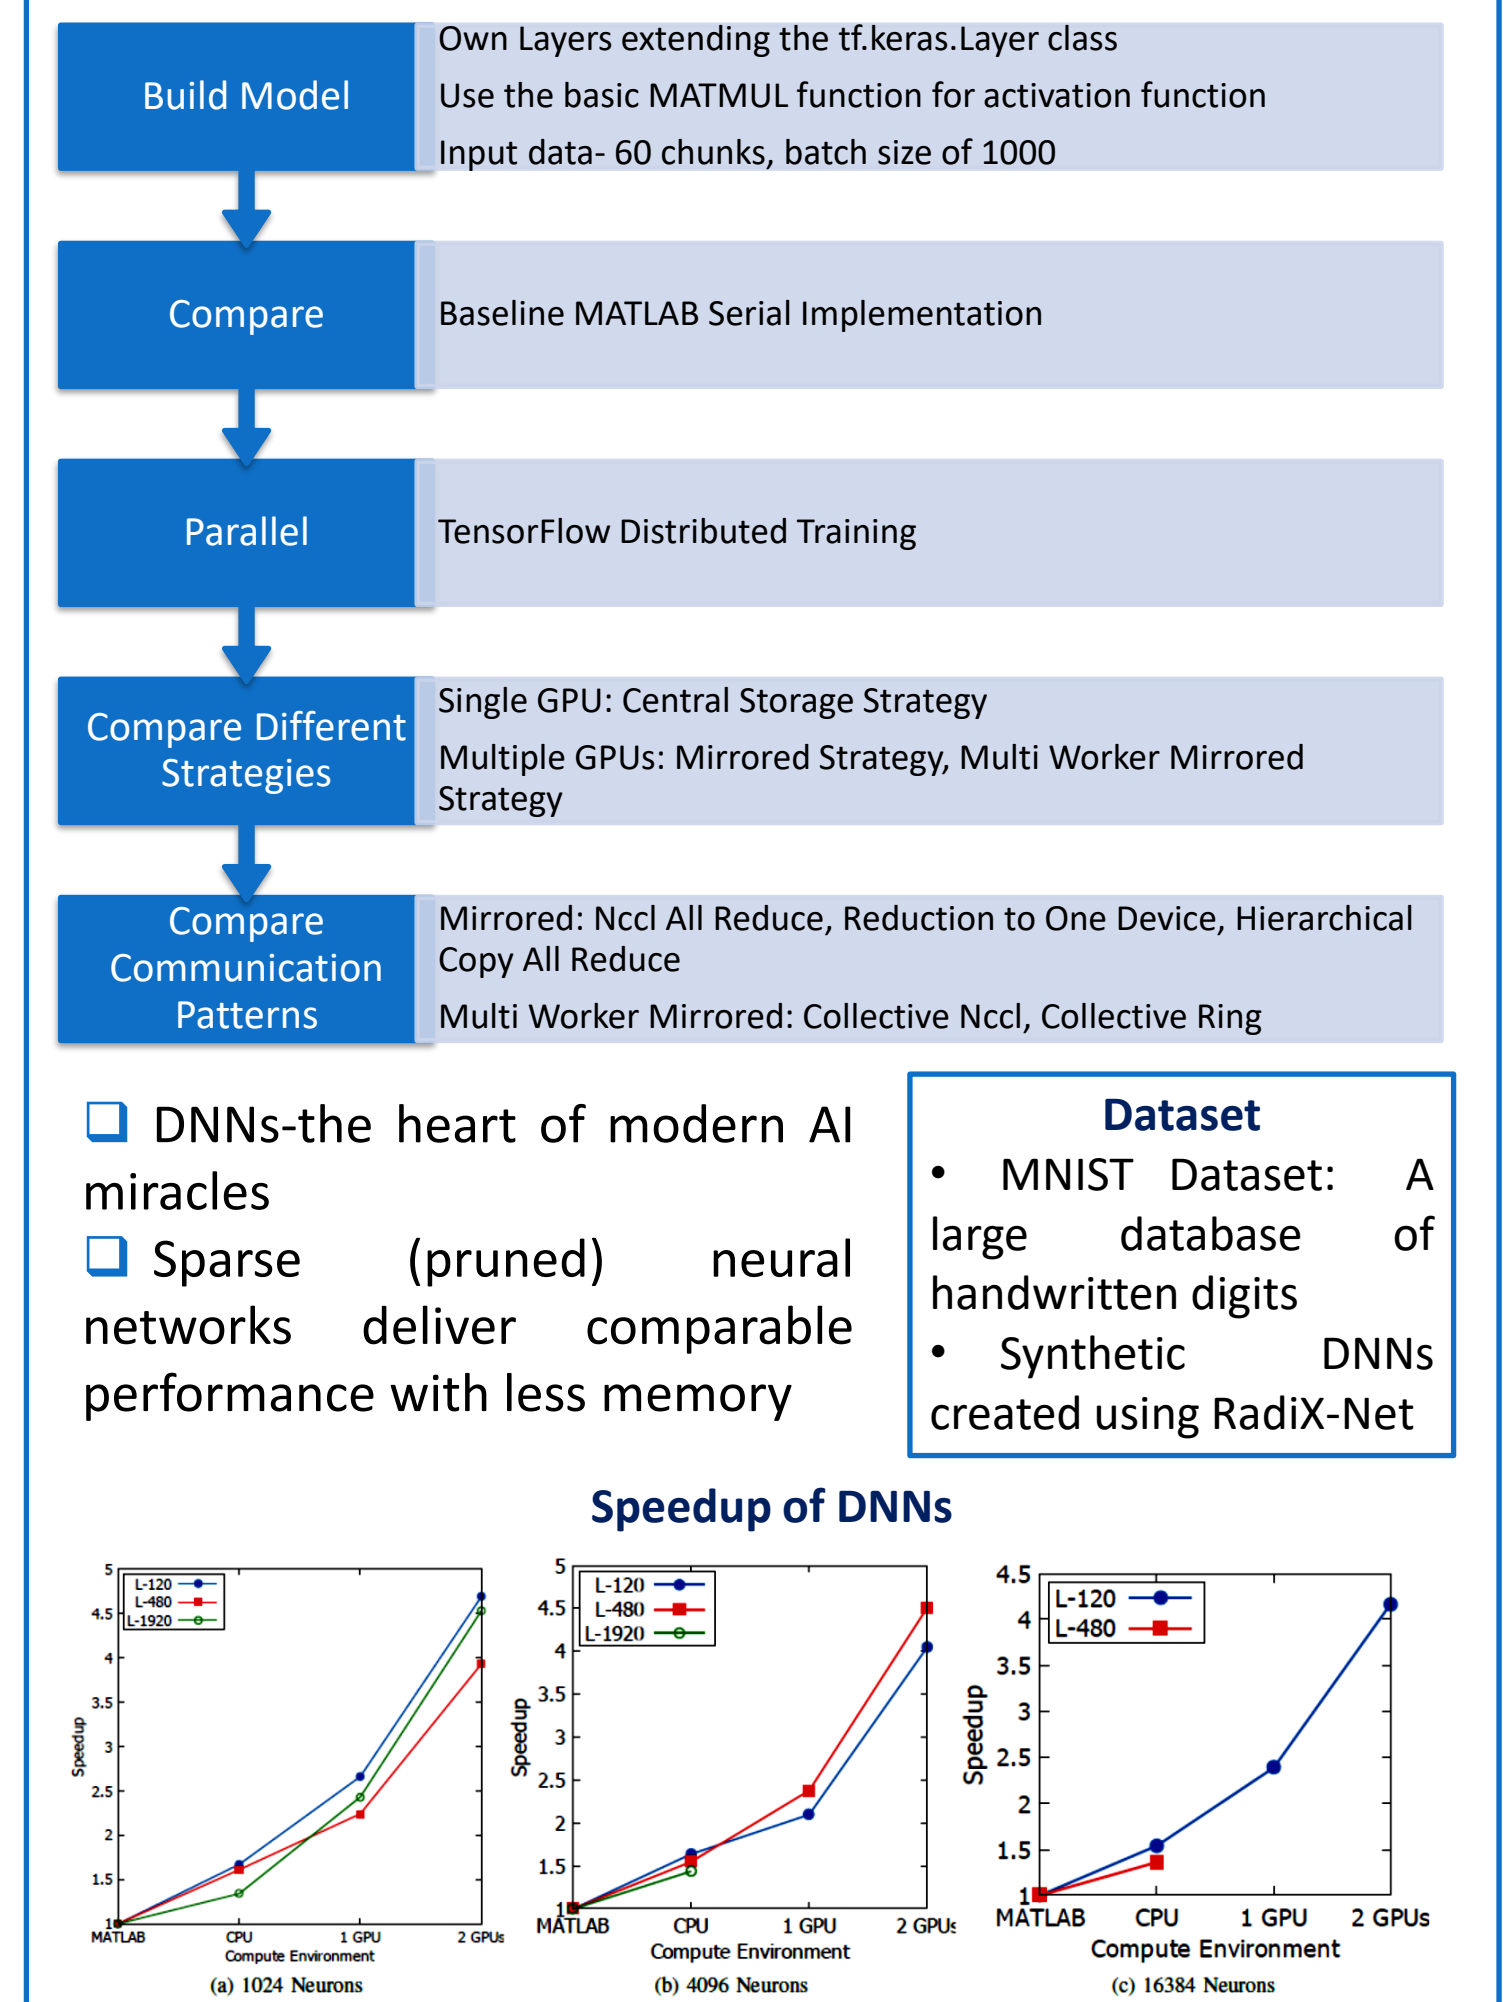 Build Model
Own Layers extending the tf.keras.Layer class
Use the basic MATMUL function for activation function
Input data- 60 chunks, batch size of 1000
Compare
Baseline MATLAB Serial Implementation
Parallel
TensorFlow Distributed Training
Compare Different
Strategies
Single GPU: Central Storage Strategy
Multiple GPUs: Mirrored Strategy, Multi Worker Mirrored
Strategy
Compare
Communication
Patterns
Mirrored: Nccl All Reduce, Reduction to One Device, Hierarchical
Copy All Reduce
Multi Worker Mirrored: Collective Nccl, Collective Ring
DNNs-the heart of modern AI
miracles
Sparse (pruned) neural
networks deliver comparable
performance with less memory
Dataset
• MNIST Dataset: A
large database of
handwritten digits
• Synthetic DNNs
created using RadiX-Net
Speedup of DNNs
5
4.5
4
3.5
3
2.5
2
1.5
1
Speedup
L-120
L-480
L-1920
MATLAB CPU 1 GPU 2 GPUs
Compute Environment
(a) 1024 Neurons
5
4.5
4
3.5
3
2.5
2
1.5
1
Speedup
L-120
L-480
L-1920
MATLAB CPU 1 GPU 2 GPUs
Compute Environment
(b) 4096 Neurons
4.5
4
3.5
3
2.5
2
1.5
1
Speedup
L-120
L-480
MATLAB CPU 1 GPU 2 GPUs
Compute Environment
(c) 16384 Neurons